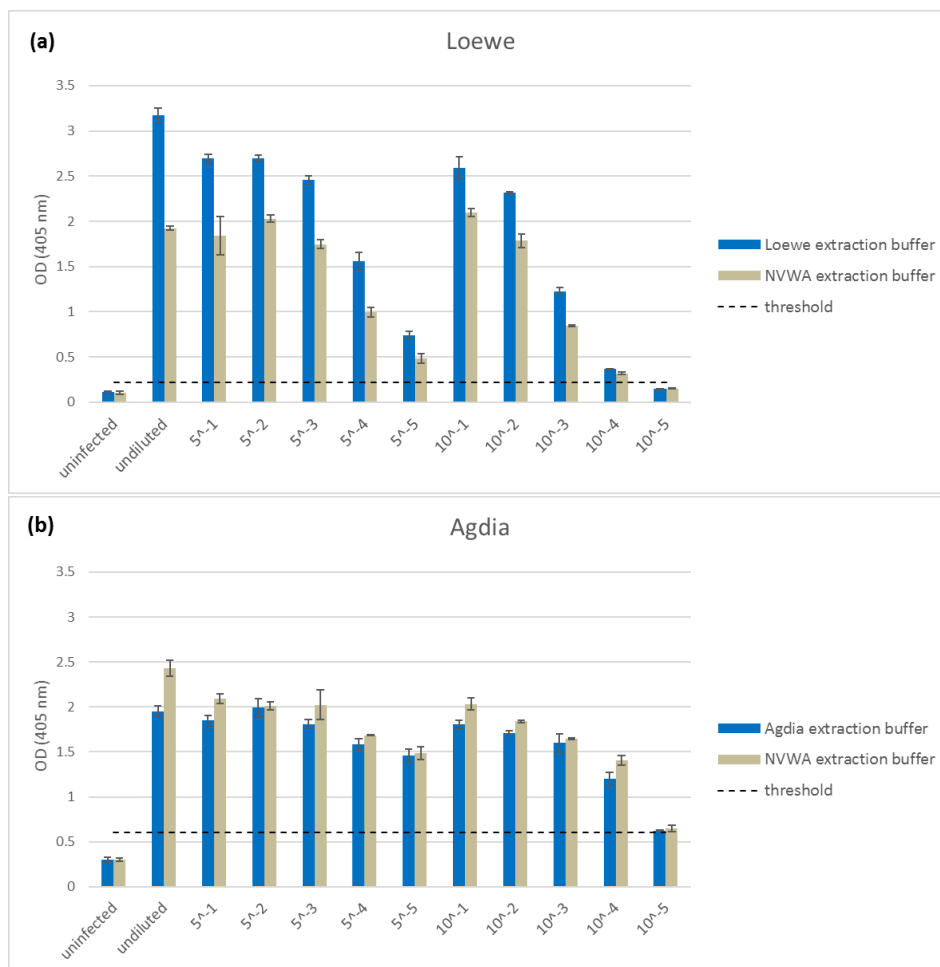 (a)
Loewe
3.5
3
2.5
2
1.5
1
0.5
0
OD (405 nm)
uninfected
undiluted
5^-1
5^-2
5^-3
5^-4
5^-5
10^-1
10^-2
10^-3
10^-4
10^-5
Loewe extraction buffer
NVWA extraction buffer
threshold
(b)
Agdia
3.5
3
2.5
2
1.5
1
0.5
0
OD (405 nm)
uninfected
undiluted
5^-1
5^-2
5^-3
5^-4
5^-5
10^-1
10^-2
10^-3
10^-4
10^-5
Agdia extraction buffer
NVWA extraction buffer
threshold